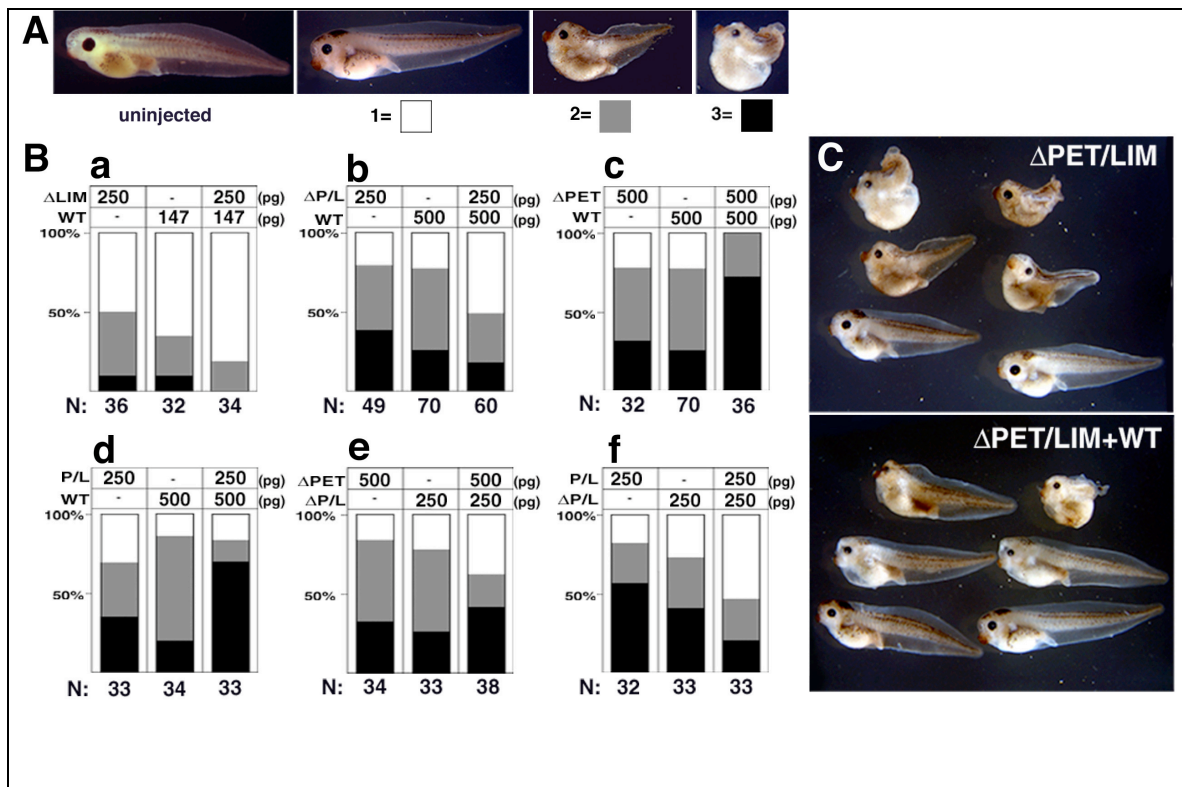 A
uninjected 1= 2= 3=
B a b c
ΔLIM 250 - 250 (pg)
WT - 147 147 (pg)
100%
50%
N: 36 32 34
ΔP/L 250 - 250 (pg)
WT - 500 500 (pg)
100%
50%
N: 49 70 60
ΔPET 500 - 500 (pg)
WT - 500 500 (pg)
100%
50%
N: 32 70 36
d e f
P/L 250 - 250 (pg)
WT - 500 500 (pg)
100%
50%
N: 33 34 33
ΔPET 500 - 500 (pg)
ΔP/L - 250 250 (pg)
100%
50%
N: 34 33 38
P/L 250 - 250 (pg)
ΔP/L - 250 250 (pg)
100%
50%
N: 32 33 33
C ΔPET/LIM
ΔPET/LIM+WT